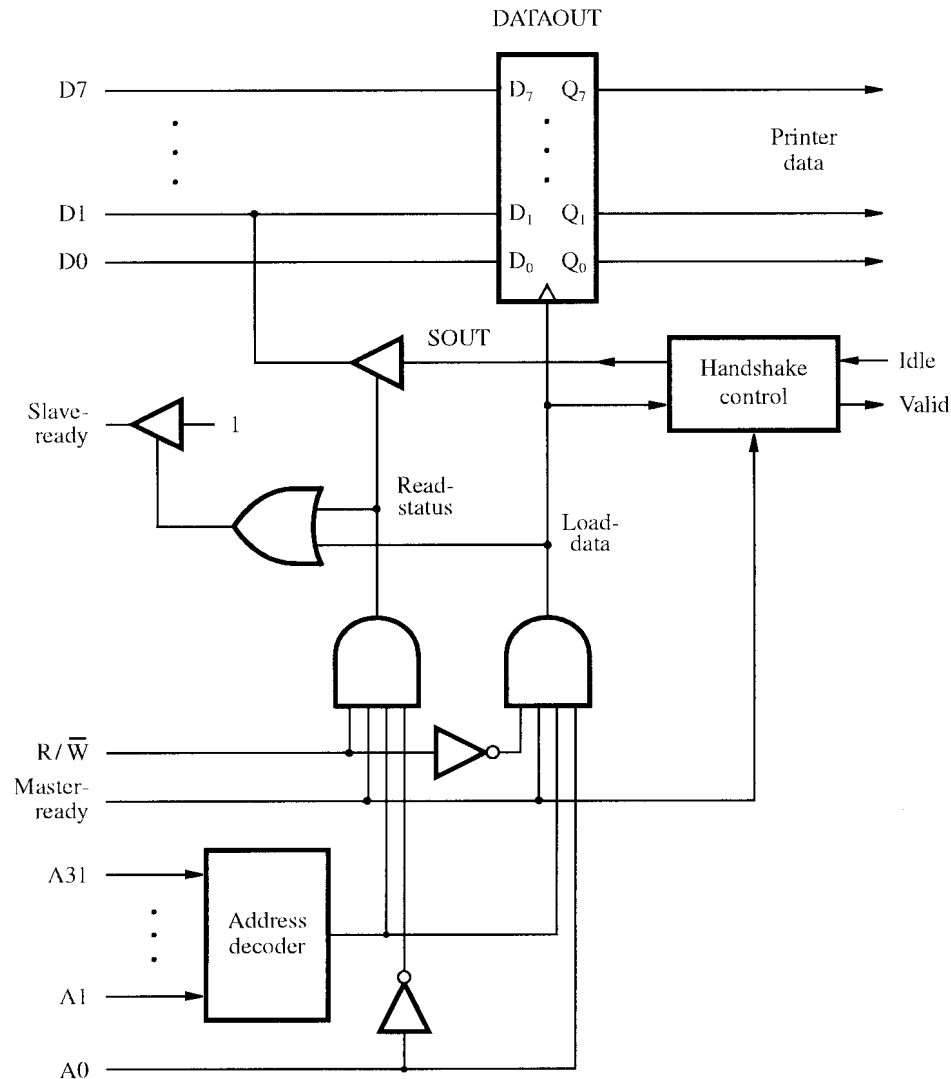 DATAOUT
D7
D₇ Q₇
Printer
data
D1
D₁ Q₁
D0
D₀ Q₀
SOUT
Handshake
control
Idle
Valid
Slave-
ready
1
Read-
status
Load-
data
R/W̅
Master-
ready
A31
Address
decoder
A1
A0